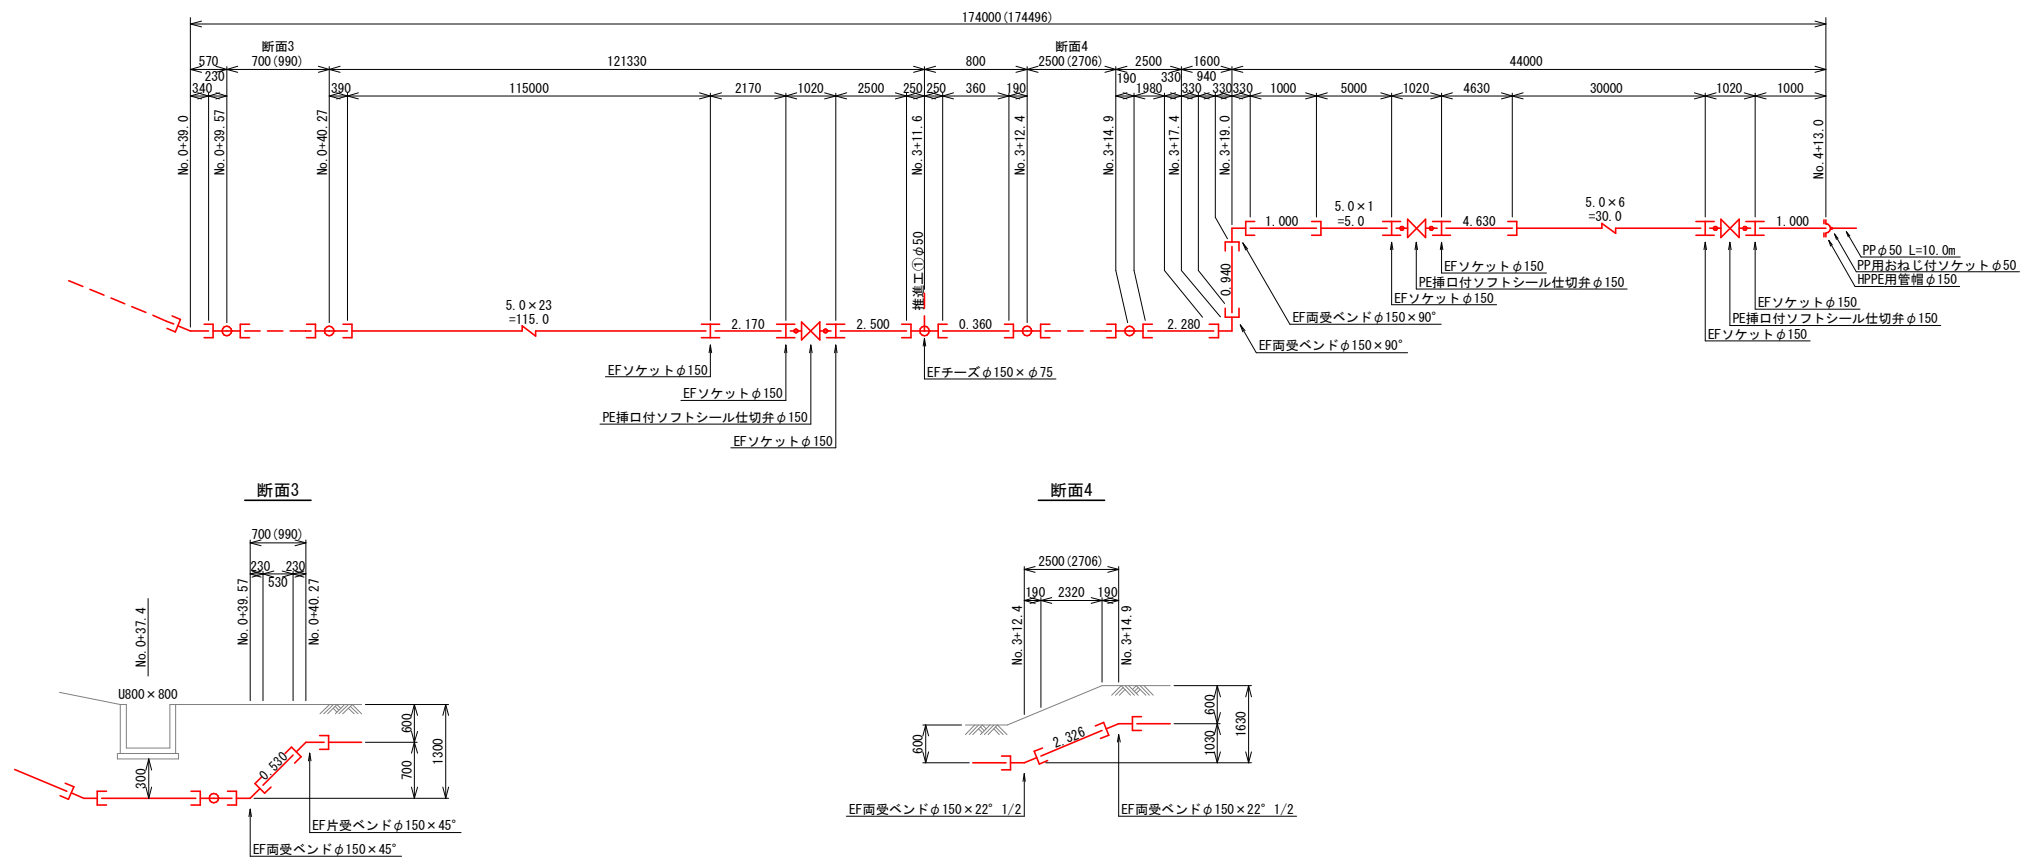 174000(174496)
断面3
断面4
570
700(990)
121330
800
2500(2706)
2500
1600
44000
230
190
330
940
340
390
115000
2170
1020
2500
250
250
360
190
1980
330
330
330
1000
5000
1020
4630
30000
1020
1000
No.0+39.0
No.0+39.57
No.0+40.27
No.3+11.6
No.3+12.4
No.3+14.9
No.3+17.4
No.3+19.0
No.4+13.0
推進工①φ50
1.000
5.0×1
=5.0
4.630
5.0×6
=30.0
1.000
PPφ50 L=10.0m
PP用おねじ付ソケットφ50
HPPE用管帽φ150
EFソケットφ150
PE挿口付ソフトシール仕切弁φ150
EFソケットφ150
EFソケットφ150
PE挿口付ソフトシール仕切弁φ150
EFソケットφ150
0.940
EF両受ベンドφ150×90°
EF両受ベンドφ150×90°
5.0×23
=115.0
2.170
2.500
0.360
2.280
EFソケットφ150
EFソケットφ150
PE挿口付ソフトシール仕切弁φ150
EFソケットφ150
EFチーズφ150×φ75
断面3
700(990)
230
230
530
No.0+37.4
No.0+39.57
No.0+40.27
U800×800
300
0.530
600
700
1300
EF片受ベンドφ150×45°
EF両受ベンドφ150×45°
断面4
2500(2706)
190
2320
190
No.3+12.4
No.3+14.9
600
2.326
600
1030
1630
EF両受ベンドφ150×22° 1/2
EF両受ベンドφ150×22° 1/2